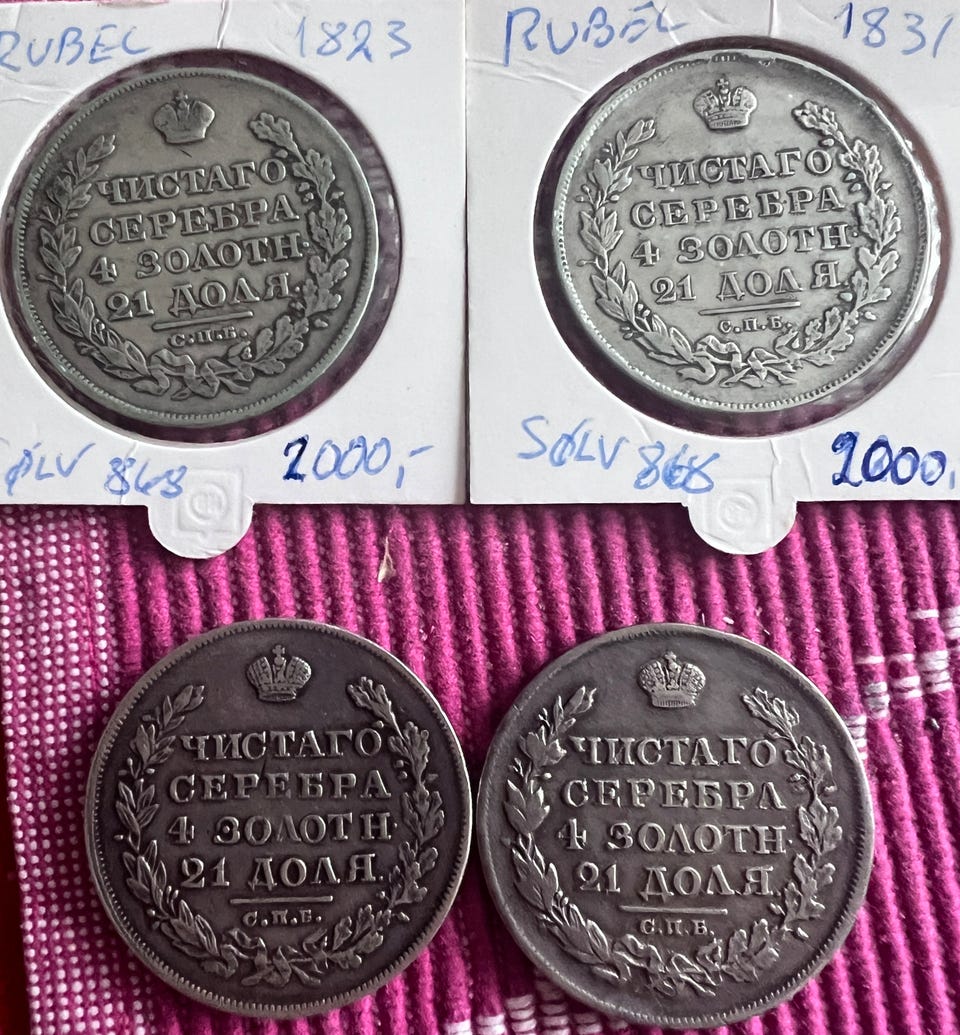 RUBEL 1823
ЧИСТАГО
СЕРЕБРА
4 ЗОЛОТН·
21 ДОЛЯ.
С.П.Б.
SØLV 868 2000,-
RUBEL 1831
ЧИСТАГО
СЕРЕБРА
4 ЗОЛОТН·
21 ДОЛЯ
С.П.Б.
SØLV 868 2000,
ЧИСТАГО
СЕРЕБРА
4 ЗОЛОТН·
21 ДОЛЯ.
С.П.Б.
ЧИСТАГО
СЕРЕБРА
4 ЗОЛОТН·
21 ДОЛЯ
С.П.Б.